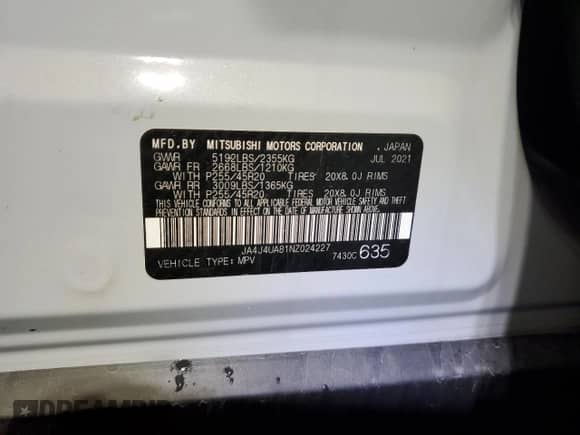 MFD.BY MITSUBISHI MOTORS CORPORATION . JAPAN
GVWR 5192LBS/2355KG JUL 2021
GAWR FR 2668LBS/1210KG
WITH P255/45R20 TIRES 20X8.0J RIMS
GAWR RR 3009LBS/1365KG
WITH P255/45R20 TIRES 20X8.0J RIMS
THIS VEHICLE CONFORMS TO ALL APPLICABLE FEDERAL MOTOR VEHICLE SAFETY AND THEFT
PREVENTION STANDARDS IN EFFECT ON THE DATE OF MANUFACTURE SHOWN ABOVE.
JA4J4UA81NZ024227 7430C 635
VEHICLE TYPE: MPV